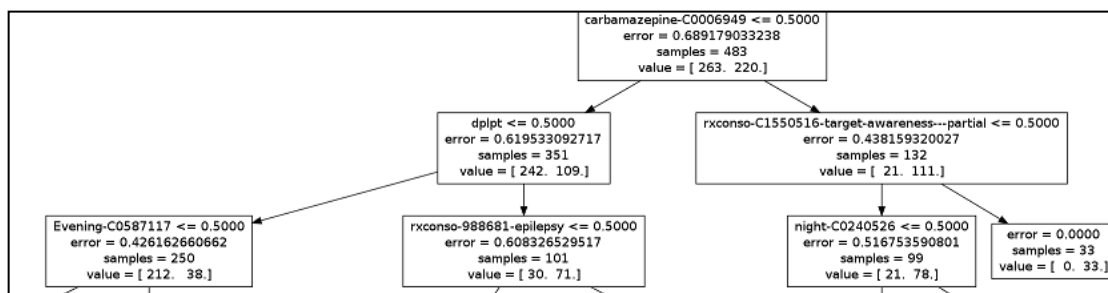 carbamazepine-C0006949 <= 0.5000
error = 0.689179033238
samples = 483
value = [ 263. 220.]
dplpt <= 0.5000
error = 0.619533092717
samples = 351
value = [ 242. 109.]
rxconso-C1550516-target-awareness---partial <= 0.5000
error = 0.438159320027
samples = 132
value = [ 21. 111.]
Evening-C0587117 <= 0.5000
error = 0.426162660662
samples = 250
value = [ 212. 38.]
rxconso-988681-epilepsy <= 0.5000
error = 0.608326529517
samples = 101
value = [ 30. 71.]
night-C0240526 <= 0.5000
error = 0.516753590801
samples = 99
value = [ 21. 78.]
error = 0.0000
samples = 33
value = [ 0. 33.]